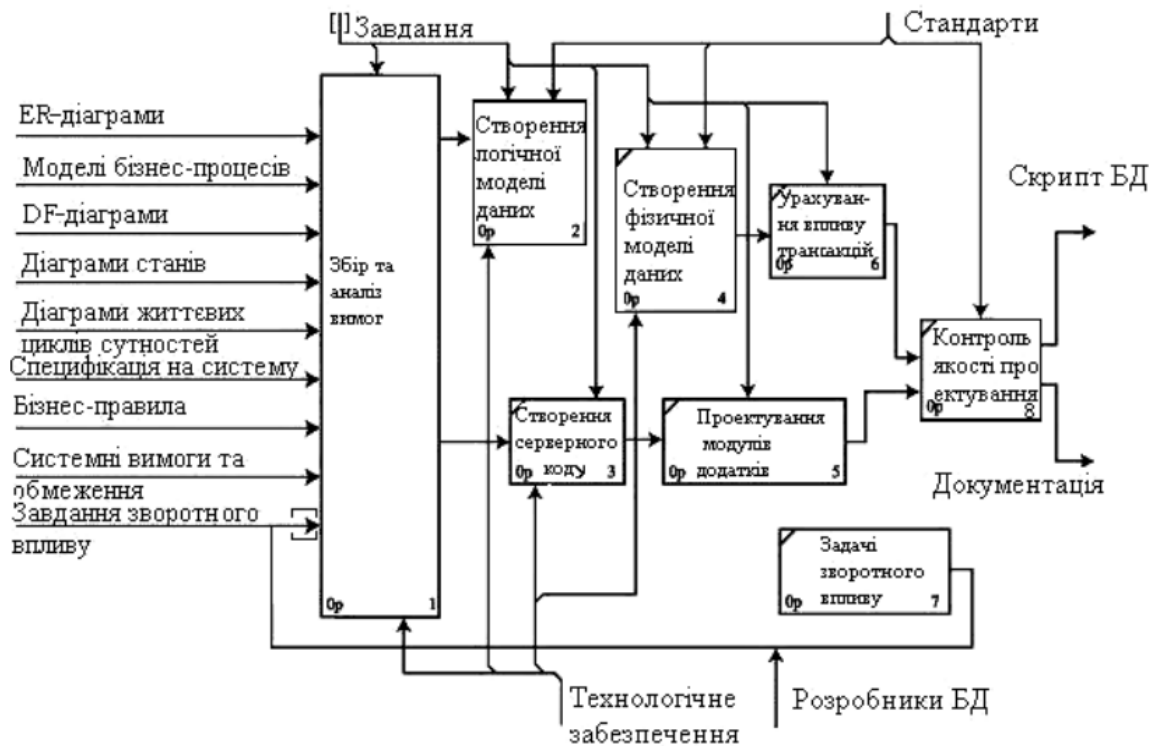 [] Завдання
Стандарти
ER-діаграми
Моделі бізнес-процесів
DF-діаграми
Діаграми станів
Діаграми життєвих
циклів сутностей
Специфікація на систему
Бізнес-правила
Системні вимоги та
обмеження
Завдання зворотного
впливу
Збір та
аналіз
вимог
0р 1
Створення
логічної
моделі
даних
0р 2
Створення
фізичної
моделі
даних
0р 4
Урахуван-
ня впливу
транзакцій
0р 6
Скрипт БД
Контроль
якості про
ектування
0р 8
Створення
серверного
коду
0р 3
Проектування
модулів
додатків
0р 5
Документація
Задачі
зворотного
впливу
0р 7
Технологічне
забезпечення
Розробники БД